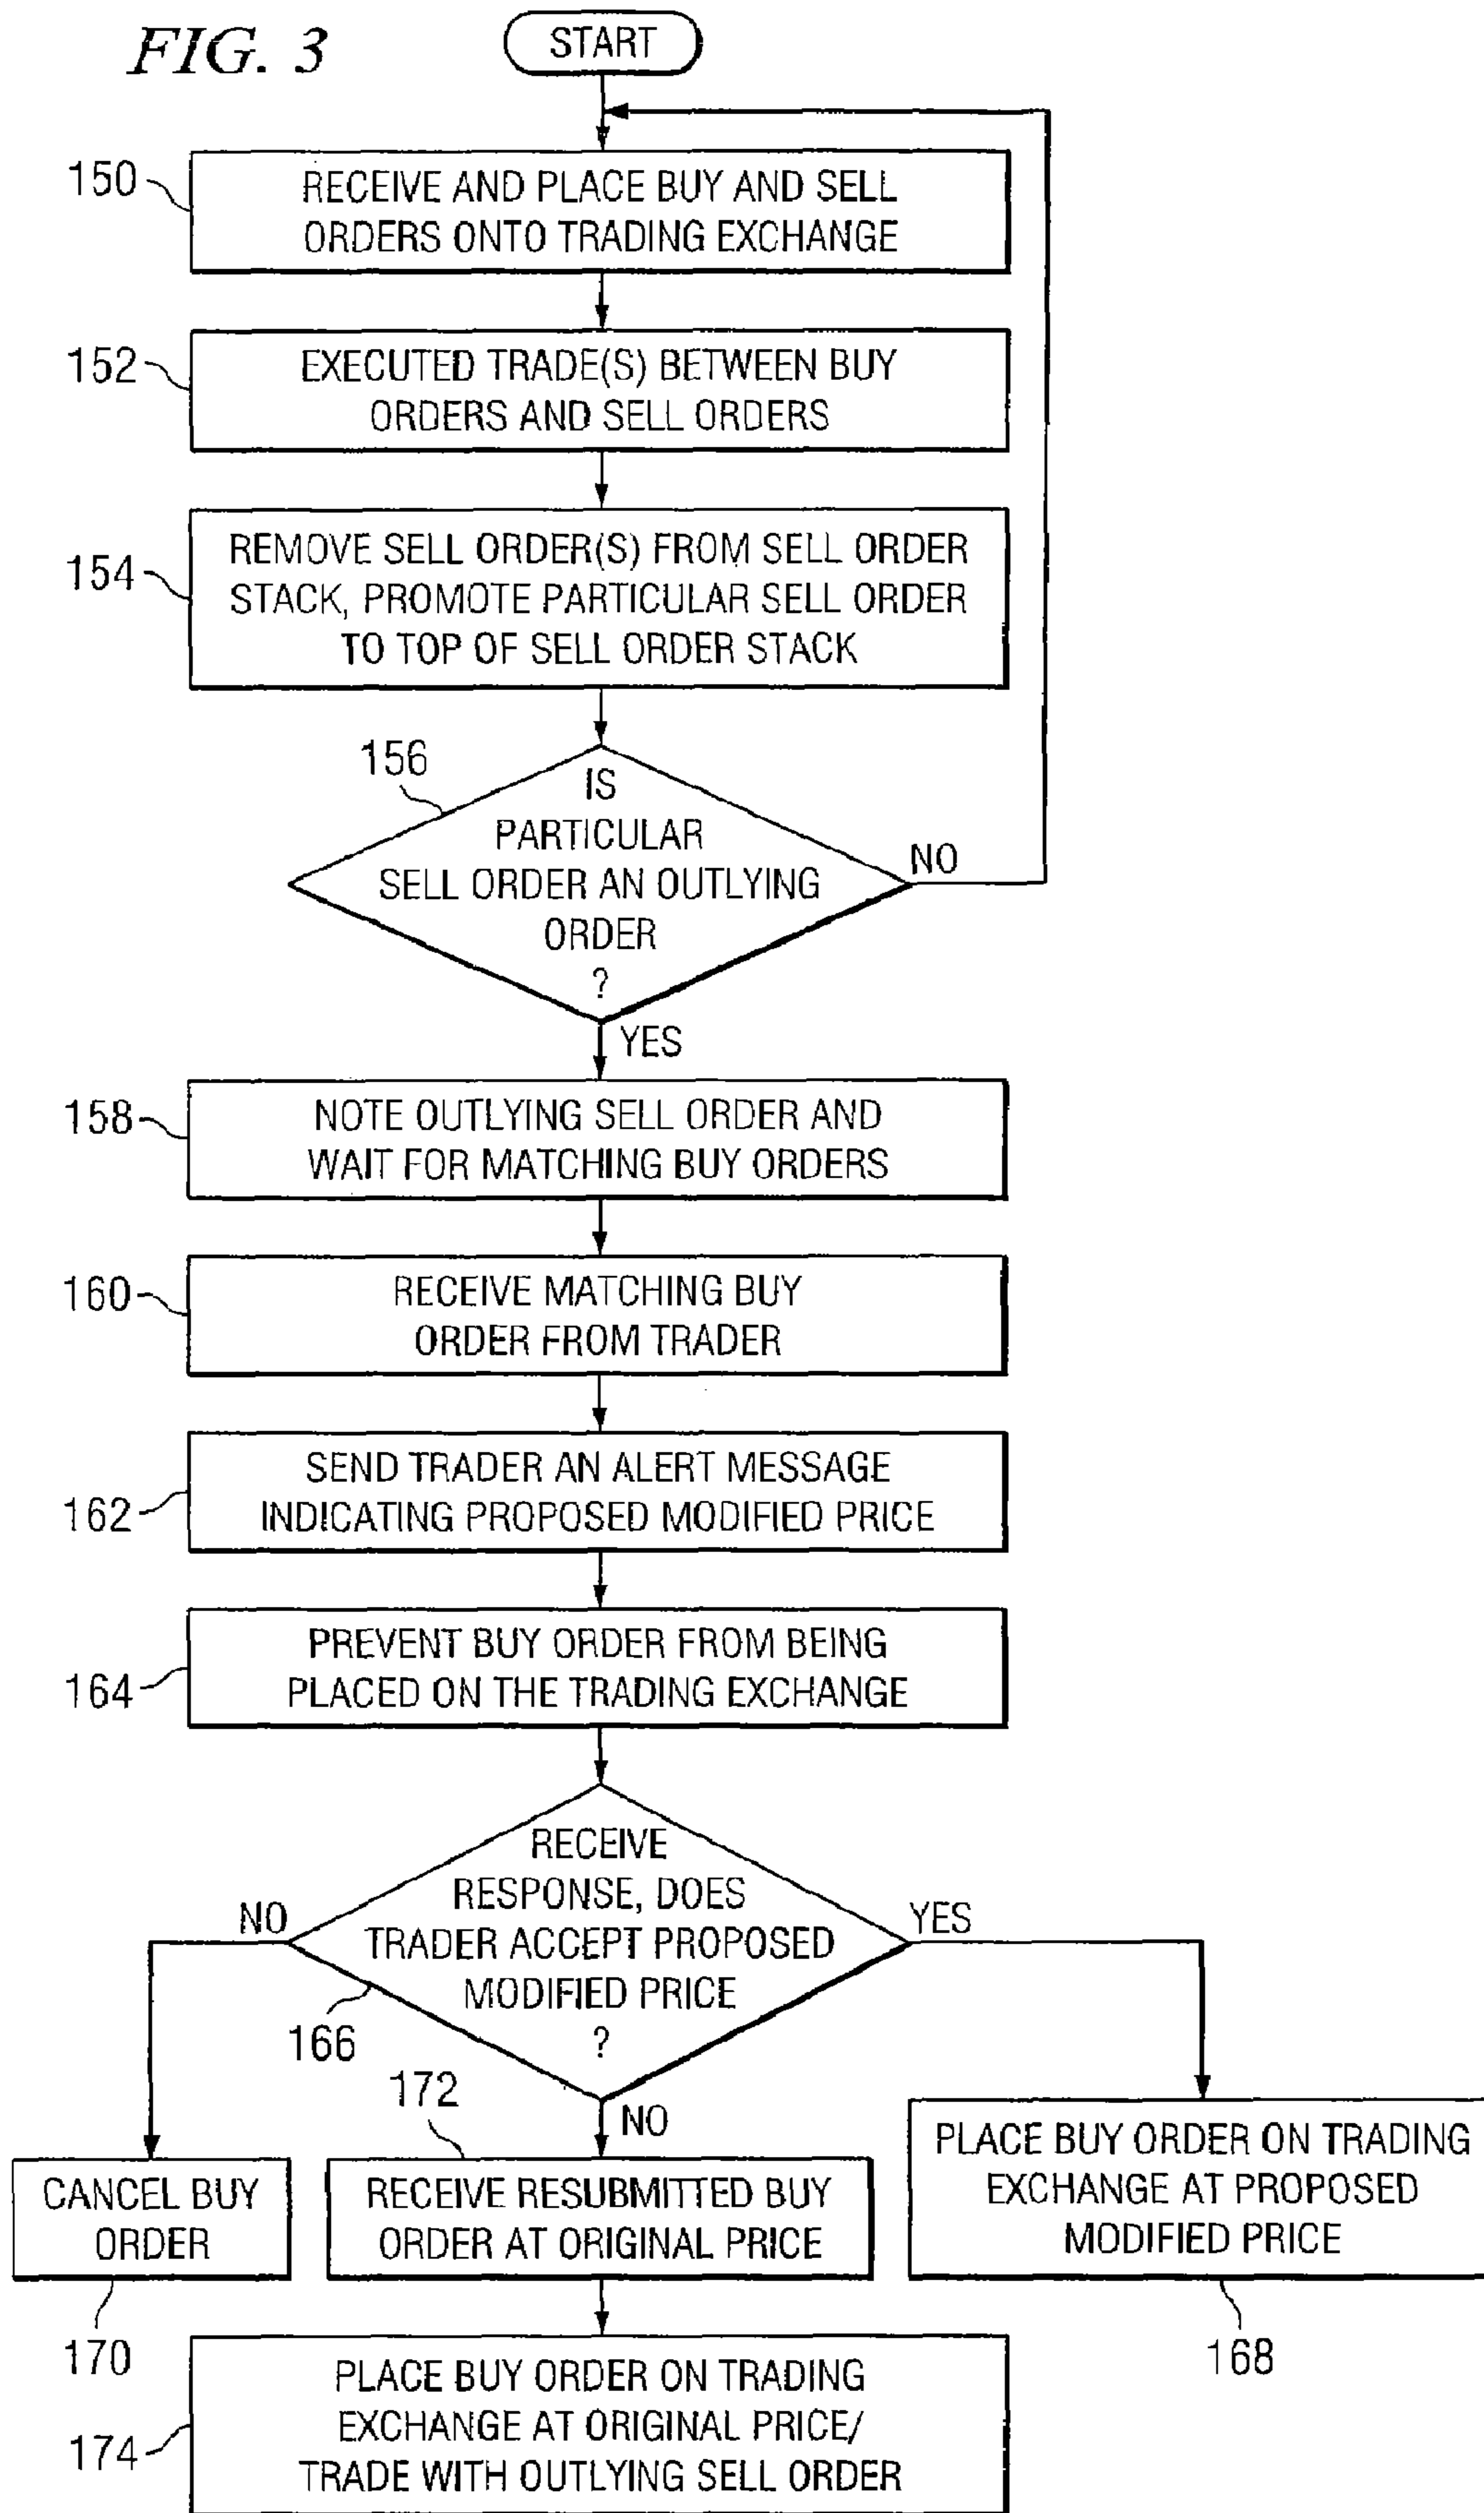 FIG. 3
START
150
RECEIVE AND PLACE BUY AND SELL
ORDERS ONTO TRADING EXCHANGE
152
EXECUTED TRADE(S) BETWEEN BUY
ORDERS AND SELL ORDERS
154
REMOVE SELL ORDER(S) FROM SELL ORDER
STACK, PROMOTE PARTICULAR SELL ORDER
TO TOP OF SELL ORDER STACK
156
IS
PARTICULAR
SELL ORDER AN OUTLYING
ORDER
?
NO
YES
158
NOTE OUTLYING SELL ORDER AND
WAIT FOR MATCHING BUY ORDERS
160
RECEIVE MATCHING BUY
ORDER FROM TRADER
162
SEND TRADER AN ALERT MESSAGE
INDICATING PROPOSED MODIFIED PRICE
164
PREVENT BUY ORDER FROM BEING
PLACED ON THE TRADING EXCHANGE
RECEIVE
RESPONSE, DOES
TRADER ACCEPT PROPOSED
MODIFIED PRICE
?
166
NO
YES
NO
172
CANCEL BUY
ORDER
170
RECEIVE RESUBMITTED BUY
ORDER AT ORIGINAL PRICE
PLACE BUY ORDER ON TRADING
EXCHANGE AT PROPOSED
MODIFIED PRICE
168
174
PLACE BUY ORDER ON TRADING
EXCHANGE AT ORIGINAL PRICE/
TRADE WITH OUTLYING SELL ORDER